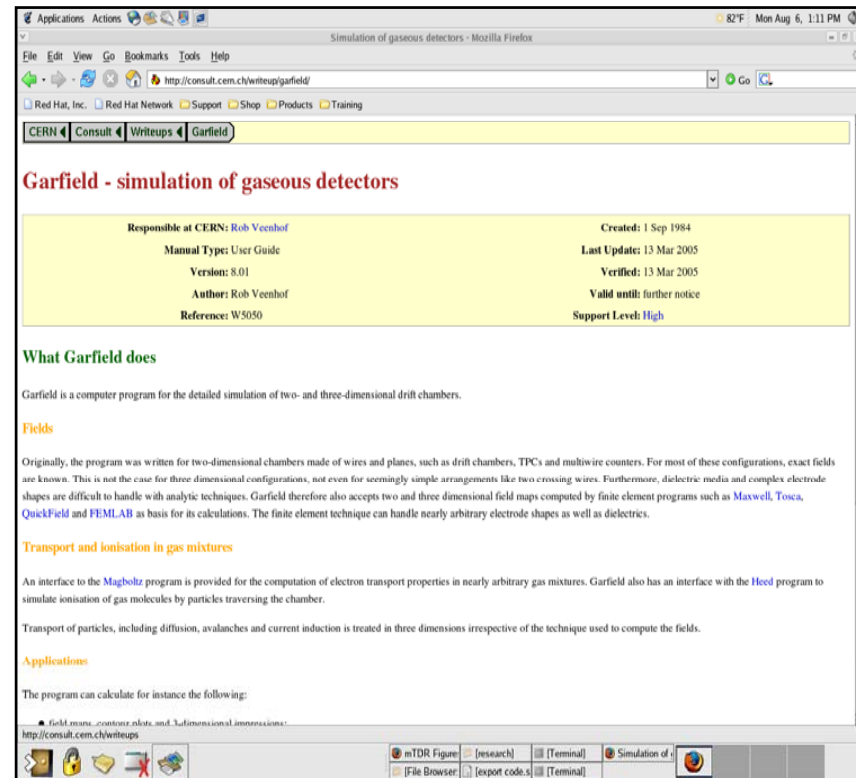 Applications Actions 82°F Mon Aug 6, 1:11 PM
Simulation of gaseous detectors - Mozilla Firefox
File Edit View Go Bookmarks Tools Help
http://consult.cern.ch/writeup/garfield/ Go
Red Hat, Inc. Red Hat Network Support Shop Products Training
CERN Consult Writeups Garfield
Garfield - simulation of gaseous detectors
Responsible at CERN: Rob Veenhof Created: 1 Sep 1984
Manual Type: User Guide Last Update: 13 Mar 2005
Version: 8.01 Verified: 13 Mar 2005
Author: Rob Veenhof Valid until: further notice
Reference: W5050 Support Level: High
What Garfield does
Garfield is a computer program for the detailed simulation of two- and three-dimensional drift chambers.
Fields
Originally, the program was written for two-dimensional chambers made of wires and planes, such as drift chambers, TPCs and multiwire counters. For most of these configurations, exact fields
are known. This is not the case for three dimensional configurations, not even for seemingly simple arrangements like two crossing wires. Furthermore, dielectric media and complex electrode
shapes are difficult to handle with analytic techniques. Garfield therefore also accepts two and three dimensional field maps computed by finite element programs such as Maxwell, Tosca,
QuickField and FEMLAB as basis for its calculations. The finite element technique can handle nearly arbitrary electrode shapes as well as dielectrics.
Transport and ionisation in gas mixtures
An interface to the Magboltz program is provided for the computation of electron transport properties in nearly arbitrary gas mixtures. Garfield also has an interface with the Heed program to
simulate ionisation of gas molecules by particles traversing the chamber.
Transport of particles, including diffusion, avalanches and current induction is treated in three dimensions irrespective of the technique used to compute the fields.
Applications
The program can calculate for instance the following:
field maps, contour plots and 3-dimensional impressions;
http://consult.cern.ch/writeups
mTDR Figure [research] [Terminal] Simulation of
[File Browser: [export code.s [Terminal]